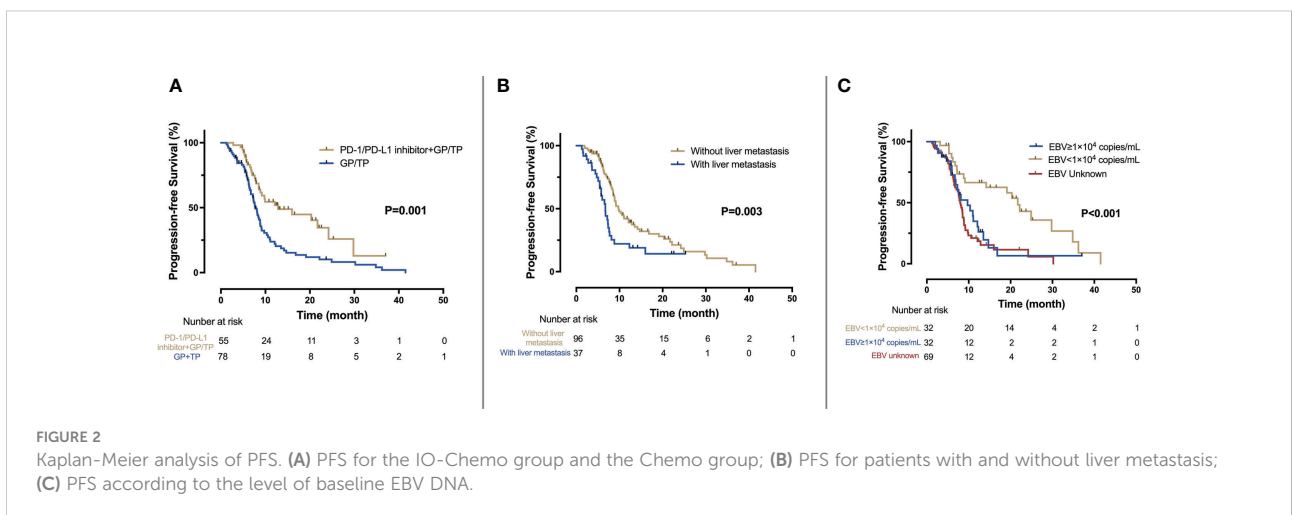 A
Progression-free Survival (%)
100
50
0
PD-1/PD-L1 inhibitor+GP/TP
GP/TP
P=0.001
0 10 20 30 40 50
Time (month)
Nunber at risk
PD-1/PD-L1
inhibitor+GP/TP
55 24 11 3 1 0
GP+TP 78 19 8 5 2 1
B
Progression-free Survival (%)
100
50
0
Without liver metastasis
With liver metastasis
P=0.003
0 10 20 30 40 50
Time (month)
Nunber at risk
Without liver
metastasis
96 35 15 6 2 1
With liver metastasis 37 8 4 1 0 0
C
Progression-free Survival (%)
100
50
0
EBV≥1×10⁴ copies/mL
EBV<1×10⁴ copies/mL
EBV Unknown
P<0.001
0 10 20 30 40 50
Time (month)
Nunber at risk
EBV<1×10⁴ copies/mL 32 20 14 4 2 1
EBV≥1×10⁴ copies/mL 32 12 2 2 1 0
EBV unknown 69 12 4 2 1 0
FIGURE 2
Kaplan-Meier analysis of PFS. (A) PFS for the IO-Chemo group and the Chemo group; (B) PFS for patients with and without liver metastasis;
(C) PFS according to the level of baseline EBV DNA.